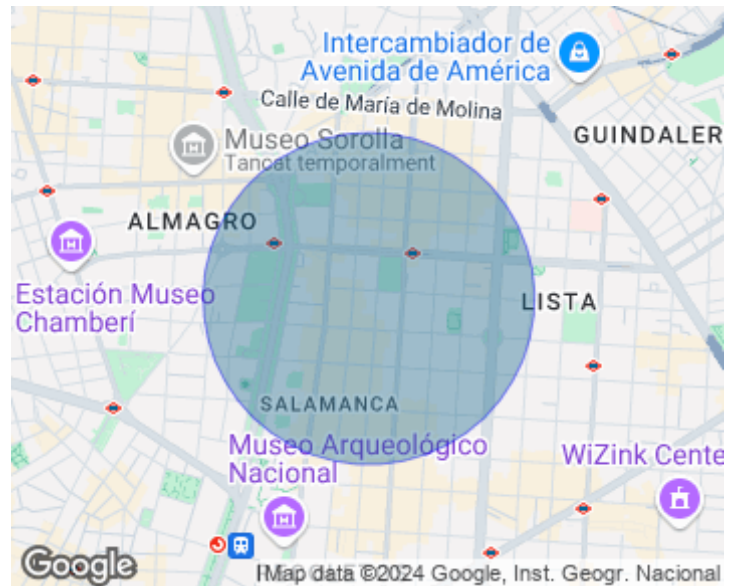 Intercambiador de
Avenida de América
Calle de María de Molina
GUINDALER
Museo Sorolla
Tancat temporalment
ALMAGRO
Estación Museo
Chamberí
LISTA
SALAMANCA
Museo Arqueológico
Nacional
WiZink Cente
Google
Map data ©2024 Google, Inst. Geogr. Nacional